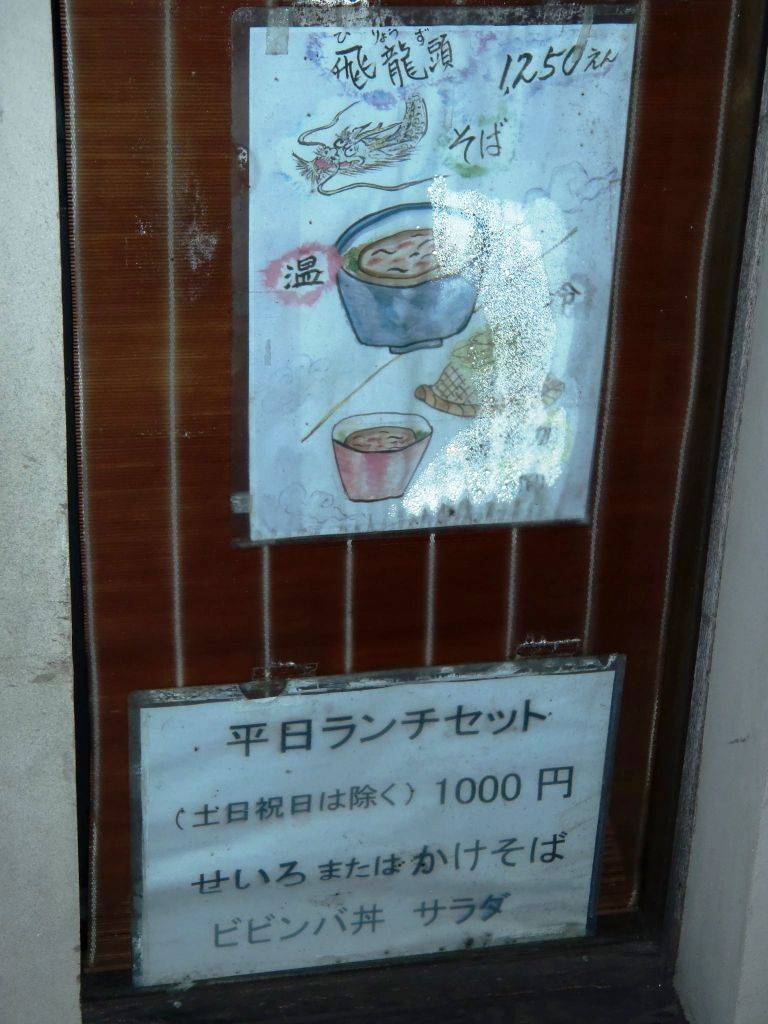 ひ りょう ず
飛龍頭 1,250えん
そば
温
冷
平日ランチセット
(土日祝日は除く) 1000 円
せいろ または かけそば
ビビンバ丼 サラダ